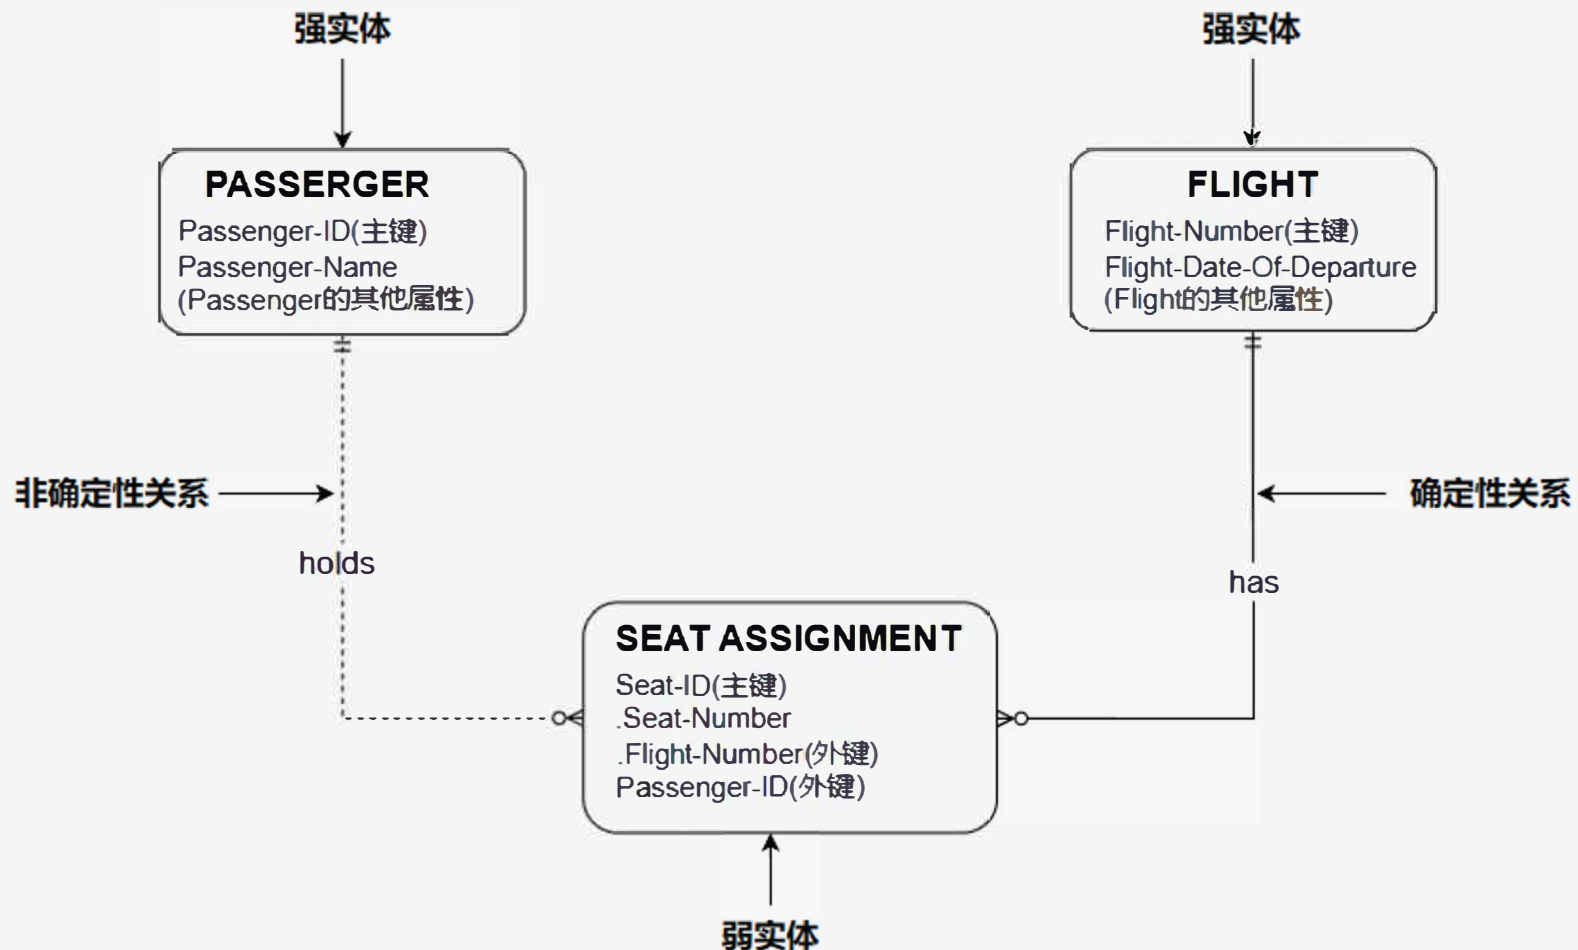 强实体
强实体
PASSERGER
Passenger-ID(主键)
Passenger-Name
(Passenger的其他属性)
FLIGHT
Flight-Number(主键)
Flight-Date-Of-Departure
(Flight的其他属性)
非确定性关系
确定性关系
holds
has
SEAT ASSIGNMENT
Seat-ID(主键)
.Seat-Number
.Flight-Number(外键)
Passenger-ID(外键)
弱实体